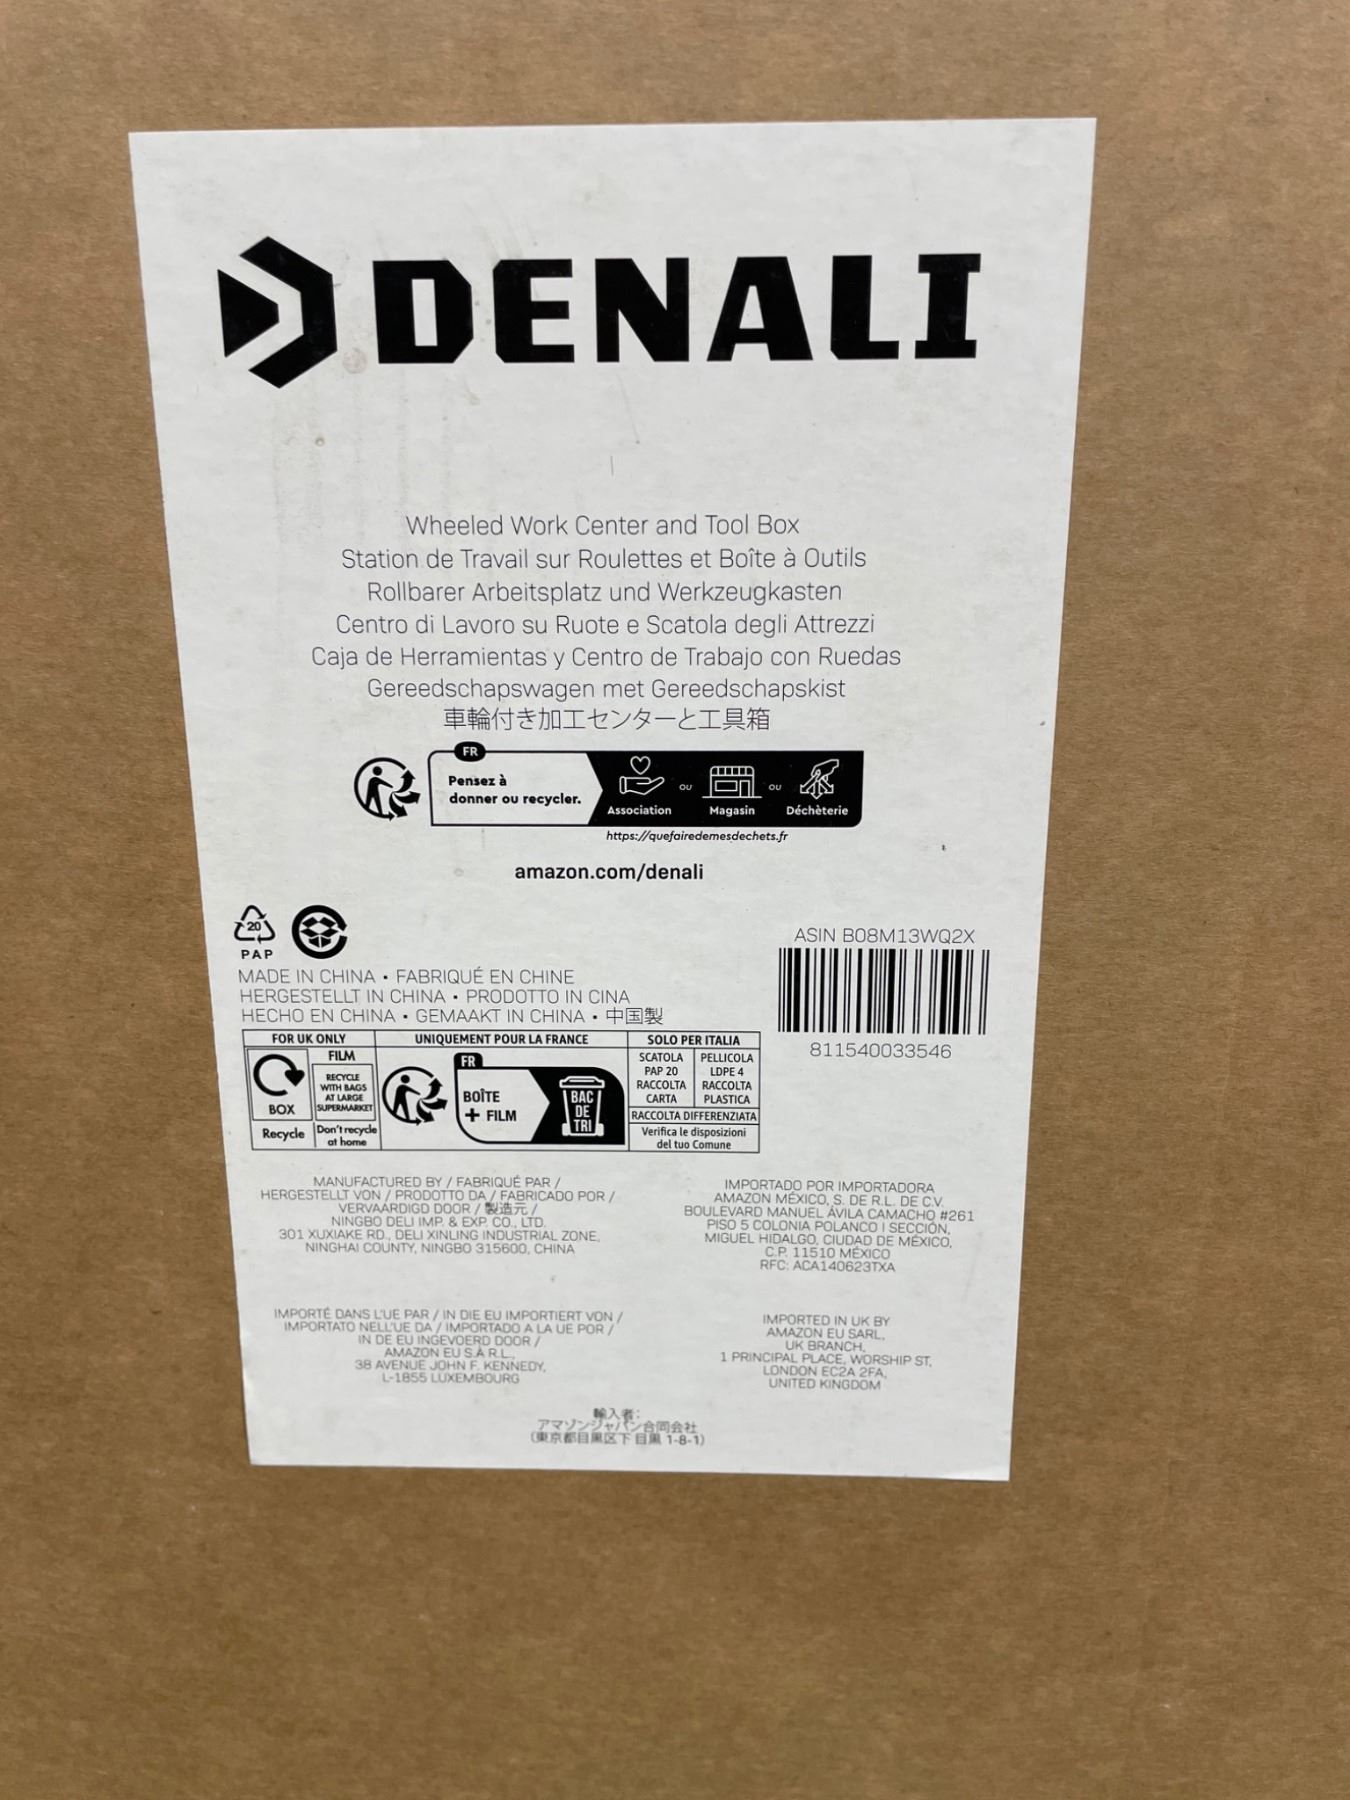 DENALI
Wheeled Work Center and Tool Box
Station de Travail sur Roulettes et Boîte à Outils
Rollbarer Arbeitsplatz und Werkzeugkasten
Centro di Lavoro su Ruote e Scatola degli Attrezzi
Caja de Herramientas y Centro de Trabajo con Ruedas
Gereedschapswagen met Gereedschapskist
車輪付き加工センターと工具箱
FR
Pensez à
donner ou recycler.
Association
OU
Magasin
OU
Déchèterie
https://quefairedemesdechets.fr
amazon.com/denali
20
PAP
ASIN B08M13WQ2X
811540033546
MADE IN CHINA • FABRIQUÉ EN CHINE
HERGESTELLT IN CHINA • PRODOTTO IN CINA
HECHO EN CHINA • GEMAAKT IN CHINA • 中国製
FOR UK ONLY
BOX
Recycle
FILM
RECYCLE
WITH BAGS
AT LARGE
SUPERMARKET
Don't recycle
at home
UNIQUEMENT POUR LA FRANCE
FR
BOÎTE
+ FILM
BAC
DE
TRI
SOLO PER ITALIA
SCATOLA
PAP 20
RACCOLTA
CARTA
PELLICOLA
LDPE 4
RACCOLTA
PLASTICA
RACCOLTA DIFFERENZIATA
Verifica le disposizioni
del tuo Comune
MANUFACTURED BY / FABRIQUÉ PAR /
HERGESTELLT VON / PRODOTTO DA / FABRICADO POR /
VERVAARDIGD DOOR / 製造元 /
NINGBO DELI IMP. & EXP. CO., LTD.
301 XUXIAKE RD., DELI XINLING INDUSTRIAL ZONE,
NINGHAI COUNTY, NINGBO 315600, CHINA
IMPORTADO POR IMPORTADORA
AMAZON MÉXICO, S. DE R.L. DE C.V.
BOULEVARD MANUEL ÁVILA CAMACHO #261
PISO 5 COLONIA POLANCO I SECCIÓN,
MIGUEL HIDALGO, CIUDAD DE MÉXICO,
C.P. 11510 MÉXICO
RFC: ACA140623TXA
IMPORTÉ DANS L'UE PAR / IN DIE EU IMPORTIERT VON /
IMPORTATO NELL'UE DA / IMPORTADO A LA UE POR /
IN DE EU INGEVOERD DOOR /
AMAZON EU S.À R.L.,
38 AVENUE JOHN F. KENNEDY,
L-1855 LUXEMBOURG
IMPORTED IN UK BY
AMAZON EU SARL,
UK BRANCH,
1 PRINCIPAL PLACE, WORSHIP ST,
LONDON EC2A 2FA,
UNITED KINGDOM
輸入者:
アマゾンジャパン合同会社
(東京都目黒区下目黒 1-8-1)